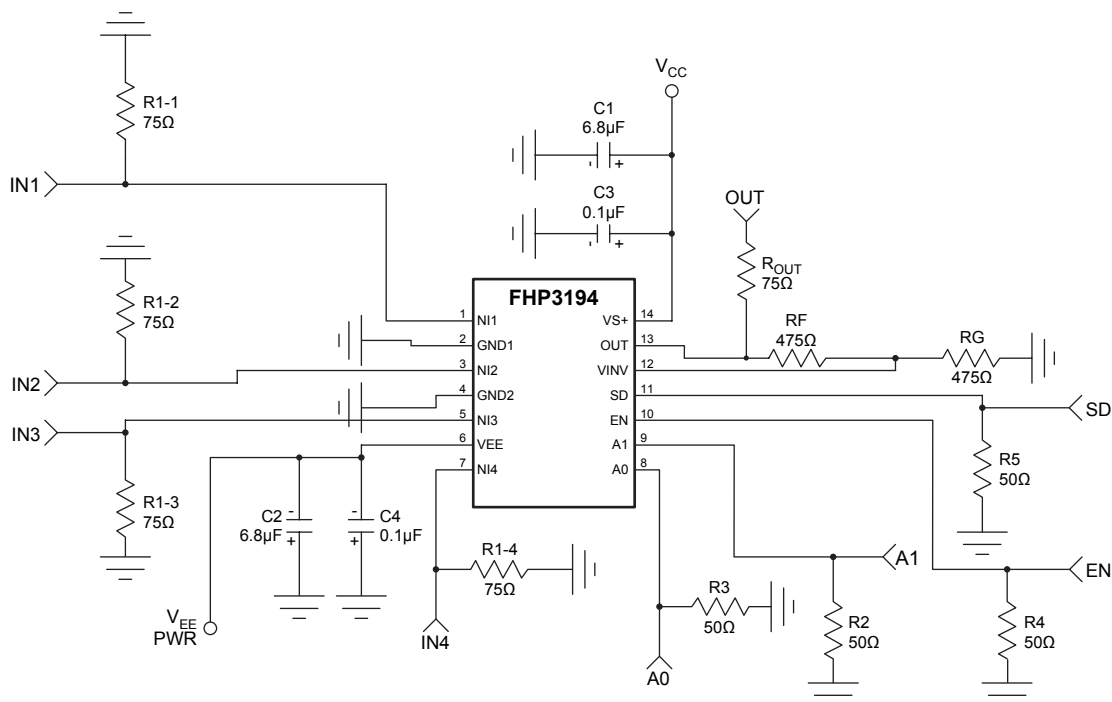 R1-1
75Ω
IN1
R1-2
75Ω
IN2
IN3
R1-3
75Ω
V_CC
C1
6.8µF
+
C3
0.1µF
+
OUT
R_OUT
75Ω
RF
475Ω
RG
475Ω
FHP3194
1 NI1
2 GND1
3 NI2
4 GND2
5 NI3
6 VEE
7 NI4
VS+ 14
OUT 13
VINV 12
SD 11
EN 10
A1 9
A0 8
SD
R5
50Ω
C2
6.8µF
-
+
C4
0.1µF
-
+
R1-4
75Ω
V_EE
PWR
IN4
R3
50Ω
A0
A1
R2
50Ω
EN
R4
50Ω